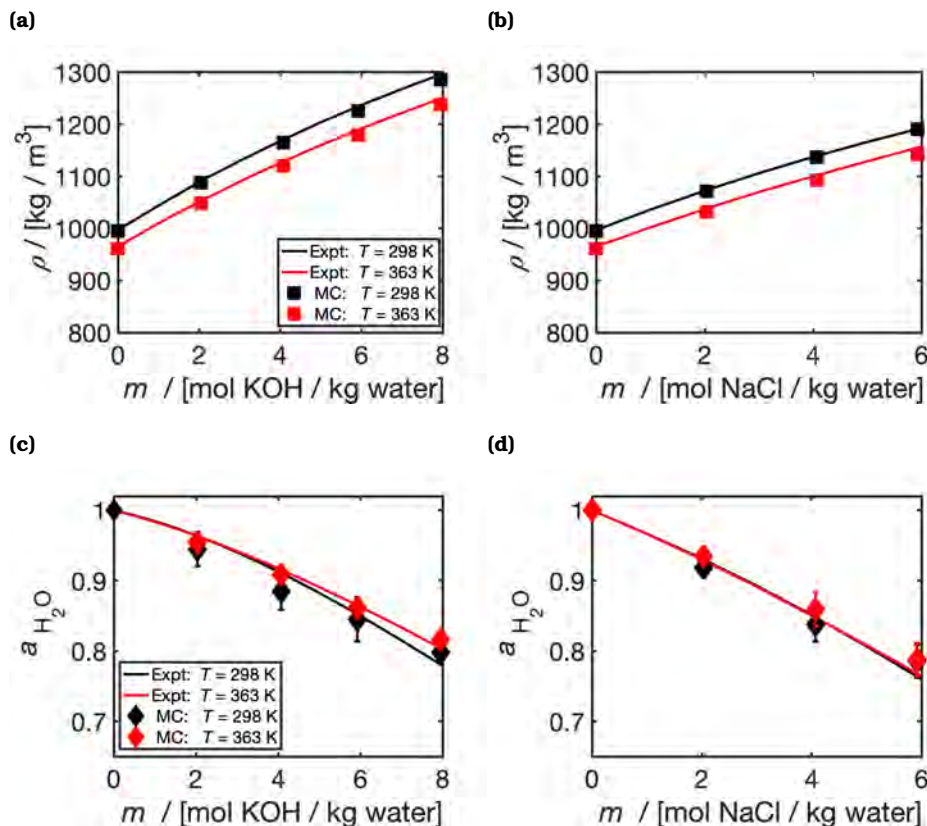 (a)
1300
1200
1100
1000
900
800
ρ / [kg / m³]
Expt: T = 298 K
Expt: T = 363 K
MC: T = 298 K
MC: T = 363 K
0 2 4 6 8
m / [mol KOH / kg water]
(b)
1300
1200
1100
1000
900
800
ρ / [kg / m³]
0 2 4 6
m / [mol NaCl / kg water]
(c)
1
0.9
0.8
0.7
a H₂O
Expt: T = 298 K
Expt: T = 363 K
MC: T = 298 K
MC: T = 363 K
0 2 4 6 8
m / [mol KOH / kg water]
(d)
1
0.9
0.8
0.7
a H₂O
0 2 4 6
m / [mol NaCl / kg water]